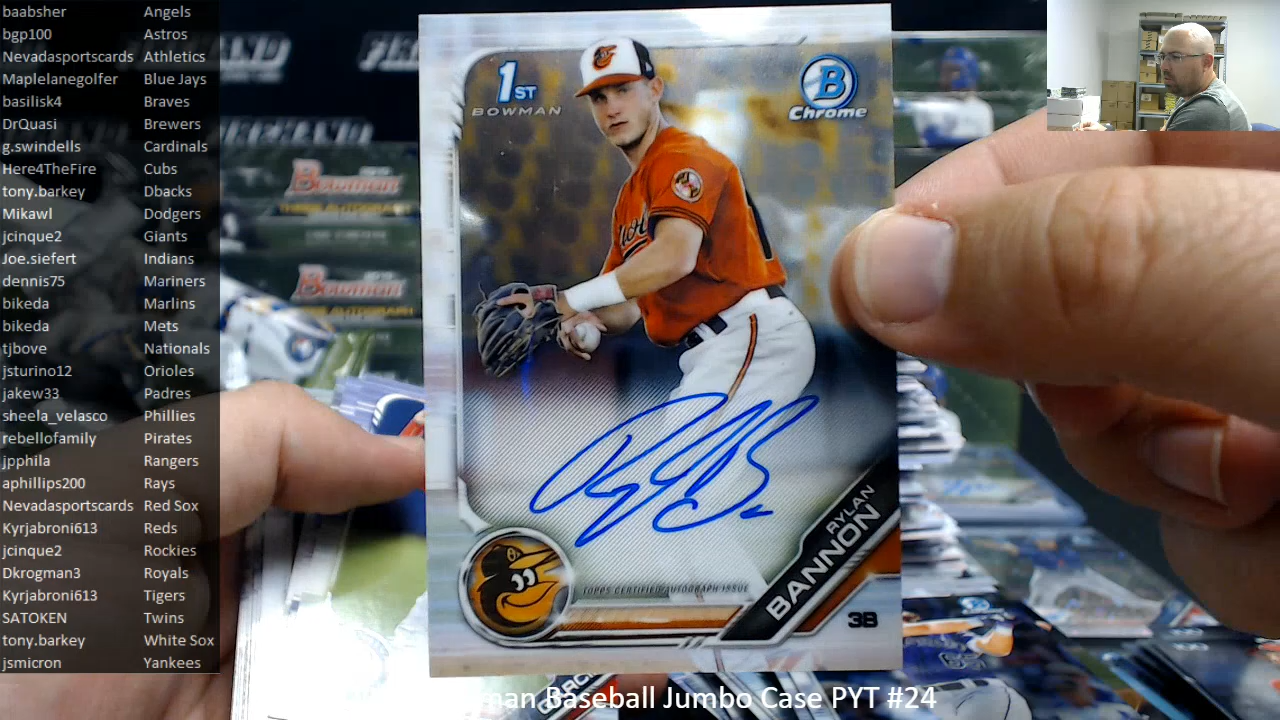 baabsher Angels
bgp100 Astros
Nevadasportscards Athletics
Maplelanegolfer Blue Jays
basilisk4 Braves
DrQuasi Brewers
g.swindells Cardinals
Here4TheFire Cubs
tony.barkey Dbacks
Mikawl Dodgers
jcinque2 Giants
Joe.siefert Indians
dennis75 Mariners
bikeda Marlins
bikeda Mets
tjbove Nationals
jsturino12 Orioles
jakew33 Padres
sheela_velasco Phillies
rebellofamily Pirates
jpphila Rangers
aphillips200 Rays
Nevadasportscards Red Sox
Kyrjabroni613 Reds
jcinque2 Rockies
Dkrogman3 Royals
Kyrjabroni613 Tigers
SATOKEN Twins
tony.barkey White Sox
jsmicron Yankees
1ST
BOWMAN
B
Chrome
Bowman
Bowman
TOPPS CERTIFIED AUTOGRAPH ISSUE
RYLAN
BANNON
3B
man Baseball Jumbo Case PYT #24